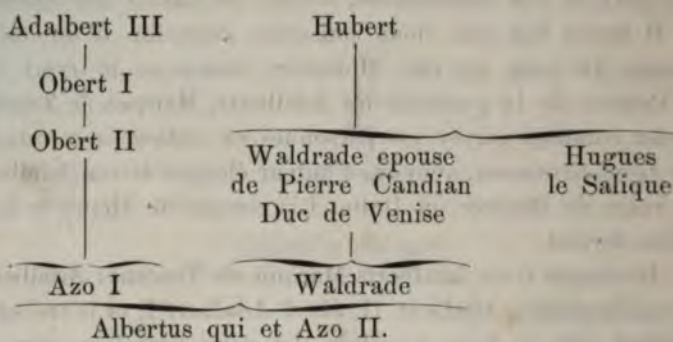 Adalbert III
Hubert
Obert I
Obert II
Waldrade epouse
de Pierre Candian
Duc de Venise
Hugues
le Salique
Azo I
Waldrade
Albertus qui et Azo II.